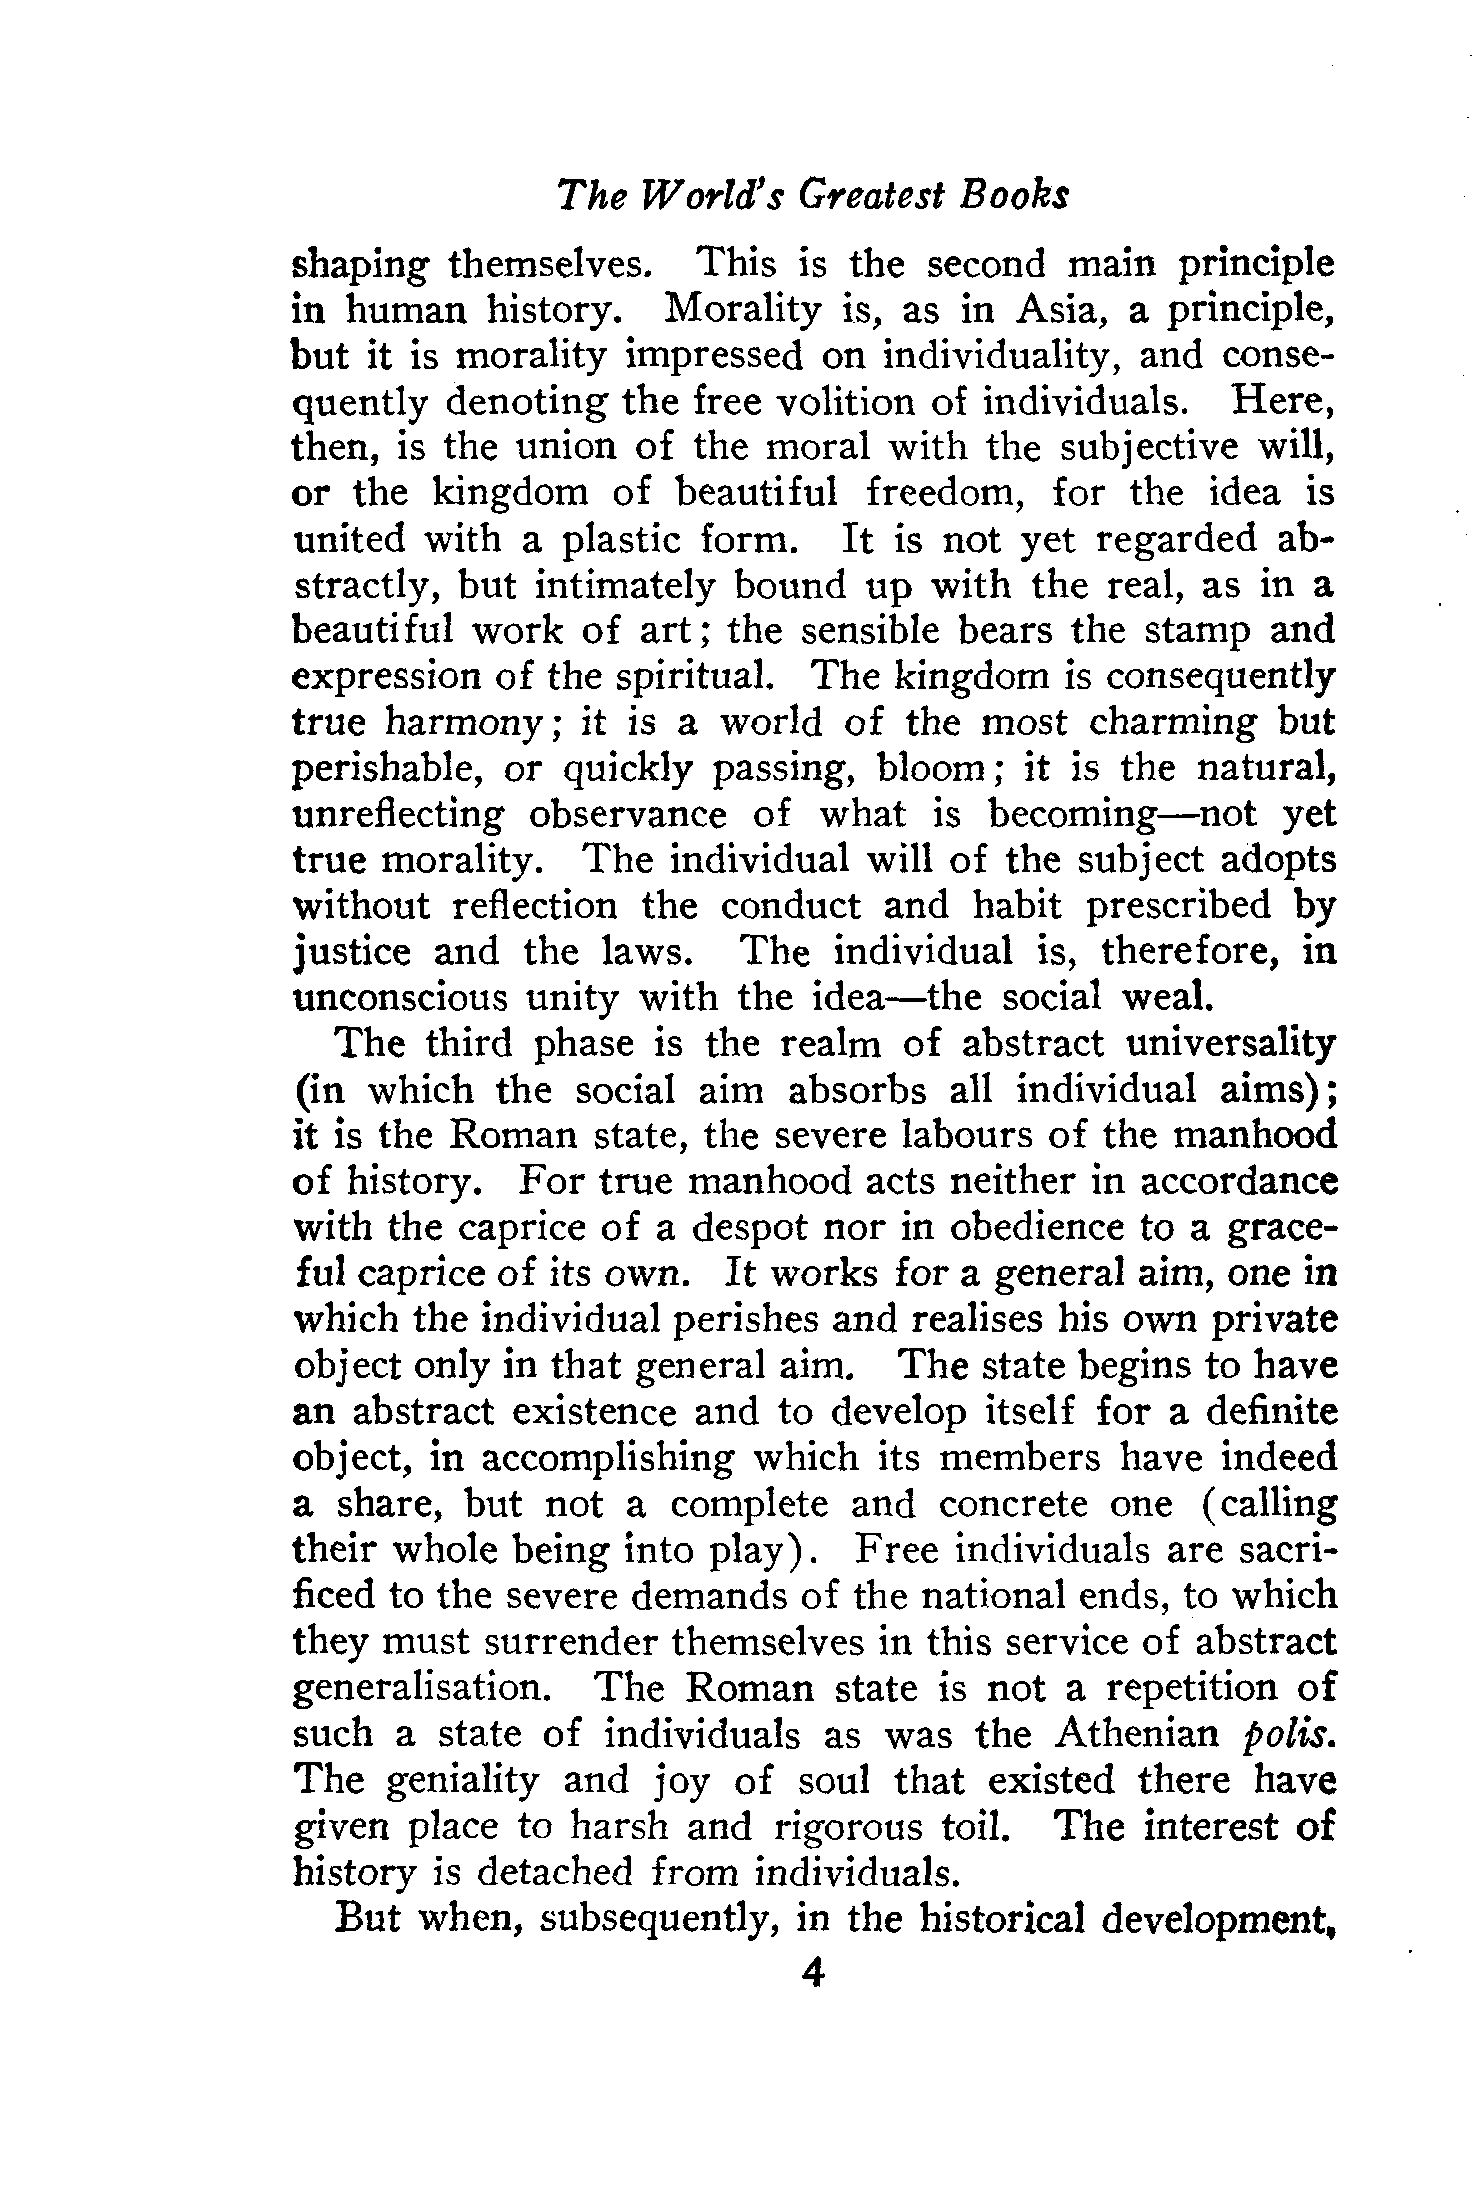 The World's Greatest Books
shaping themselves. This is the second main principle
in human history. Morality is, as in Asia, a principle,
but it is morality impressed on individuality, and conse-
quently denoting the free volition of individuals. Here,
then, is the union of the moral with the subjective will,
or the kingdom of beautiful freedom, for the idea is
united with a plastic form. It is not yet regarded ab-
stractly, but intimately bound up with the real, as in a
beautiful work of art; the sensible bears the stamp and
expression of the spiritual. The kingdom is consequently
true harmony; it is a world of the most charming but
perishable, or quickly passing, bloom; it is the natural,
unreflecting observance of what is becoming—not yet
true morality. The individual will of the subject adopts
without reflection the conduct and habit prescribed by
justice and the laws. The individual is, therefore, in
unconscious unity with the idea—the social weal.
The third phase is the realm of abstract universality
(in which the social aim absorbs all individual aims);
it is the Roman state, the severe labours of the manhood
of history. For true manhood acts neither in accordance
with the caprice of a despot nor in obedience to a grace-
ful caprice of its own. It works for a general aim, one in
which the individual perishes and realises his own private
object only in that general aim. The state begins to have
an abstract existence and to develop itself for a definite
object, in accomplishing which its members have indeed
a share, but not a complete and concrete one (calling
their whole being into play). Free individuals are sacri-
ficed to the severe demands of the national ends, to which
they must surrender themselves in this service of abstract
generalisation. The Roman state is not a repetition of
such a state of individuals as was the Athenian polis.
The geniality and joy of soul that existed there have
given place to harsh and rigorous toil. The interest of
history is detached from individuals.
But when, subsequently, in the historical development,
4